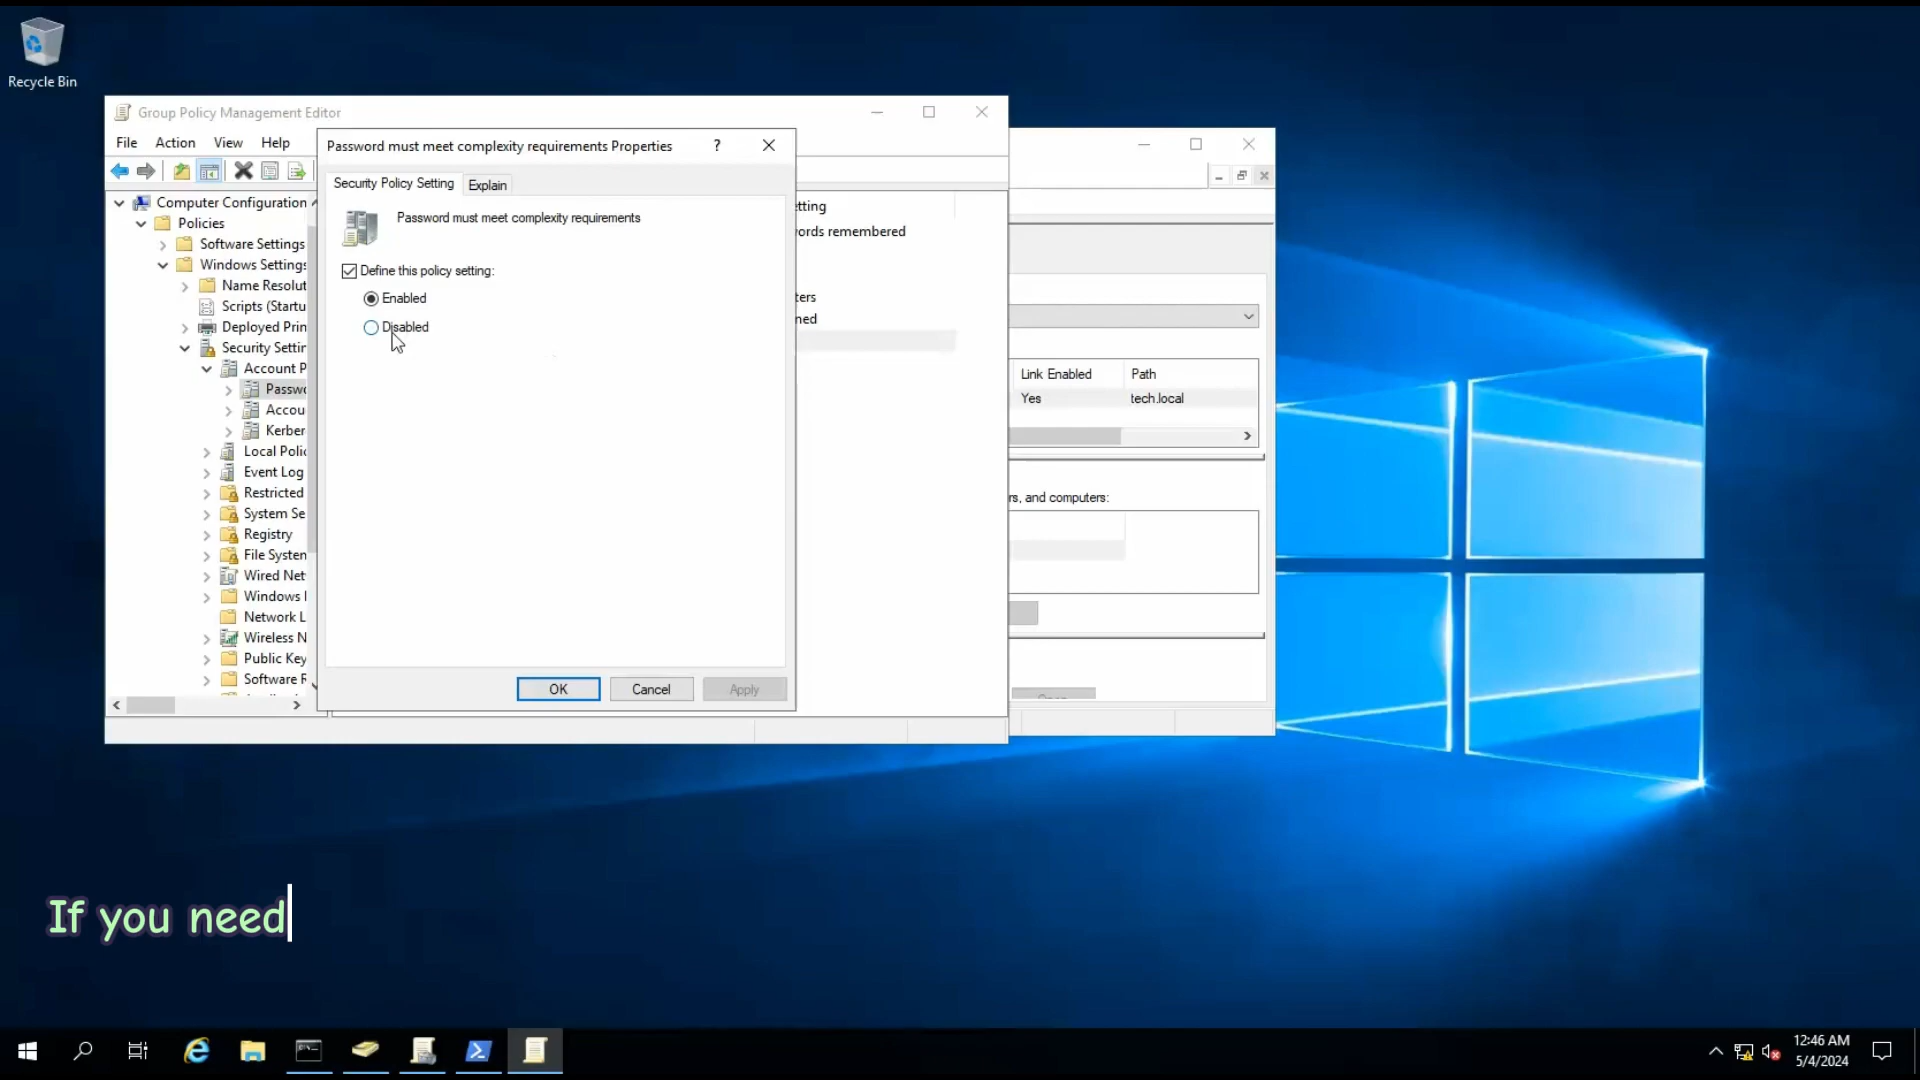 Recycle Bin
Group Policy Management Editor
File Action View Help
Password must meet complexity requirements Properties
?
Security Policy Setting
Explain
Password must meet complexity requirements
Define this policy setting:
Enabled
Disabled
OK
Cancel
Apply
Computer Configuration
Policies
Software Settings
Windows Settings
Name Resolut
Scripts (Startu
Deployed Prin
Security Settin
Account P
Passwo
Accou
Kerber
Local Polic
Event Log
Restricted
System Se
Registry
File System
Wired Net
Windows
Network L
Wireless N
Public Key
Software R
tting
ords remembered
ters
ned
Link Enabled Path
Yes tech.local
rs, and computers:
If you need
12:46 AM
5/4/2024